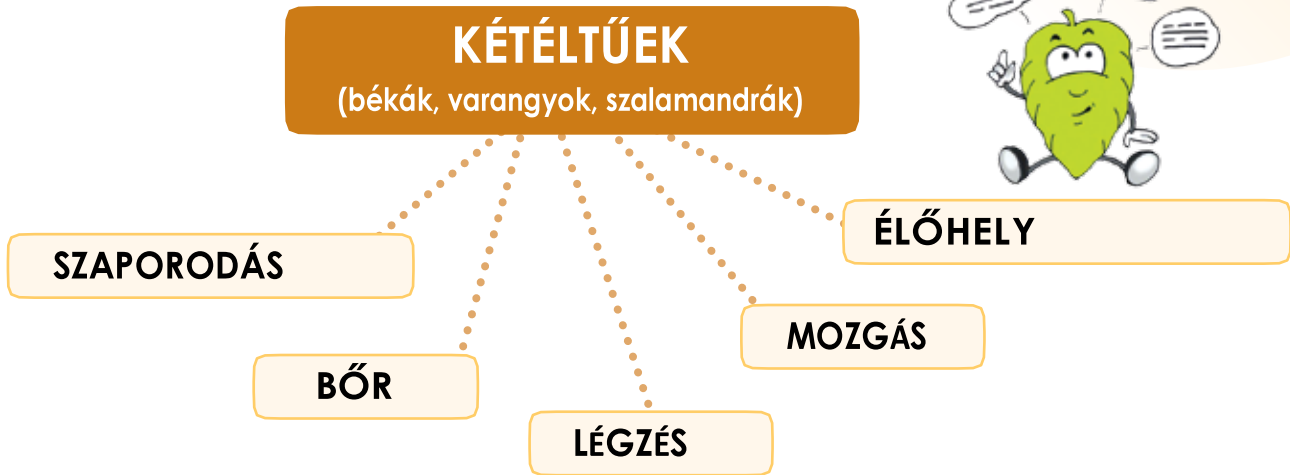 KÉTÉLTŰEK
(békák, varangyok, szalamandrák)
ÉLŐHELY
SZAPORODÁS
MOZGÁS
BŐR
LÉGZÉS